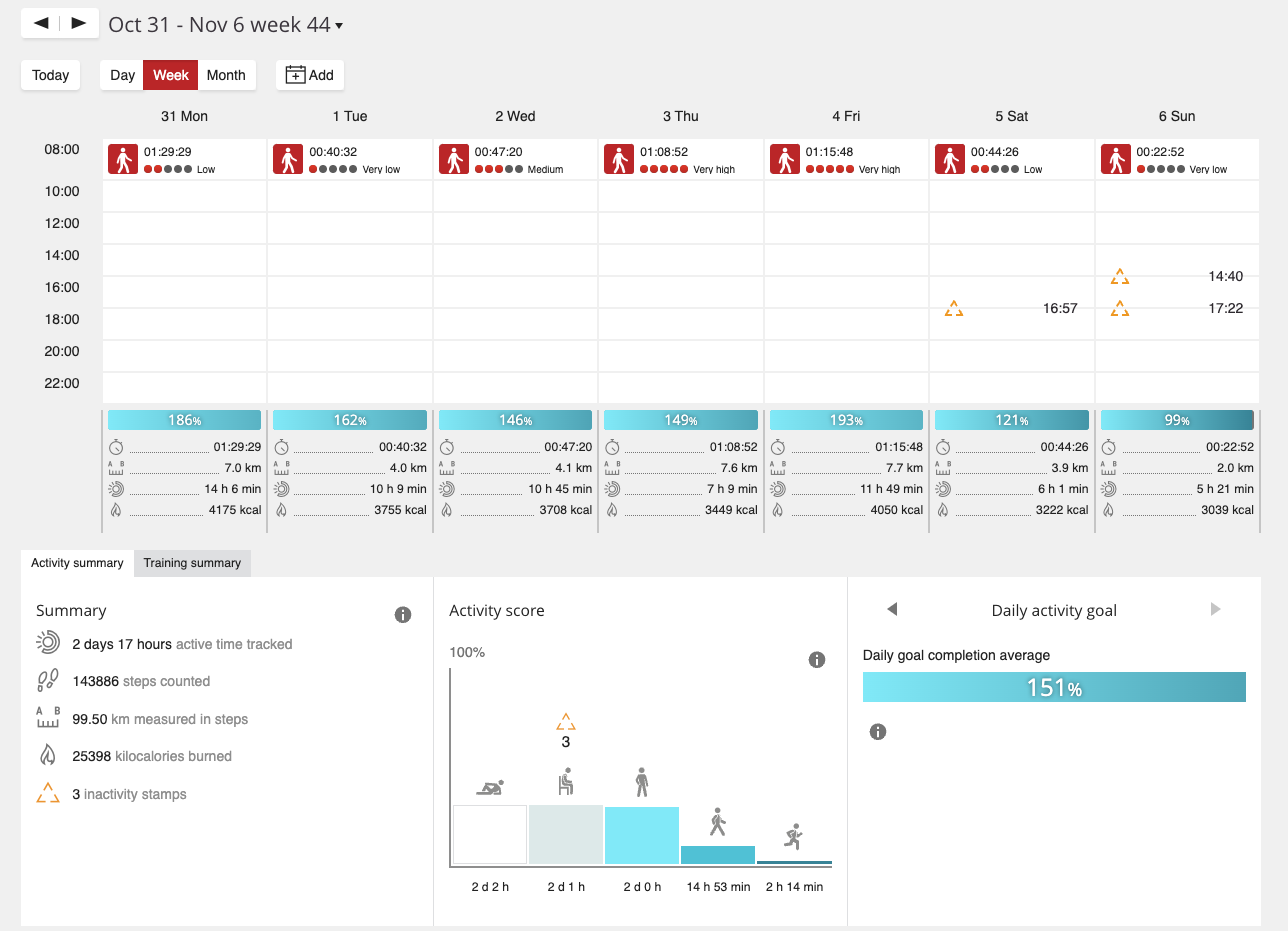 Oct 31 - Nov 6 week 44
Today Day Week Month Add
31 Mon 1 Tue 2 Wed 3 Thu 4 Fri 5 Sat 6 Sun
08:00 01:29:29 00:40:32 00:47:20 01:08:52 01:15:48 00:44:26 00:22:52
Low Very low Medium Very high Very high Low Very low
10:00
12:00
14:00
14:40
16:00
16:57 17:22
18:00
20:00
22:00
186% 162% 146% 149% 193% 121% 99%
01:29:29 00:40:32 00:47:20 01:08:52 01:15:48 00:44:26 00:22:52
A B 7.0 km A B 4.0 km A B 4.1 km A B 7.6 km A B 7.7 km A B 3.9 km A B 2.0 km
14 h 6 min 10 h 9 min 10 h 45 min 7 h 9 min 11 h 49 min 6 h 1 min 5 h 21 min
4175 kcal 3755 kcal 3708 kcal 3449 kcal 4050 kcal 3222 kcal 3039 kcal
Activity summary Training summary
Summary
2 days 17 hours active time tracked
143886 steps counted
A B 99.50 km measured in steps
25398 kilocalories burned
3 inactivity stamps
Activity score
100%
3
2 d 2 h 2 d 1 h 2 d 0 h 14 h 53 min 2 h 14 min
Daily activity goal
Daily goal completion average
151%